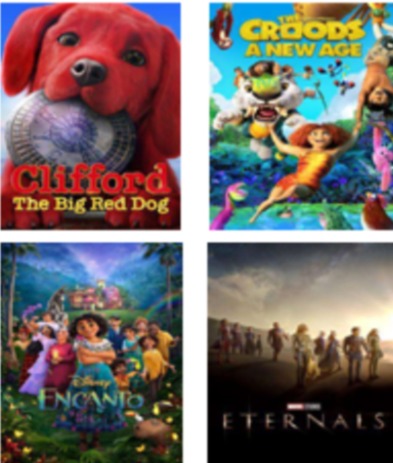 Clifford
The Big Red Dog
THE
CROODS
A NEW AGE
Disney
ENCANTO
MARVEL STUDIOS
ETERNALS